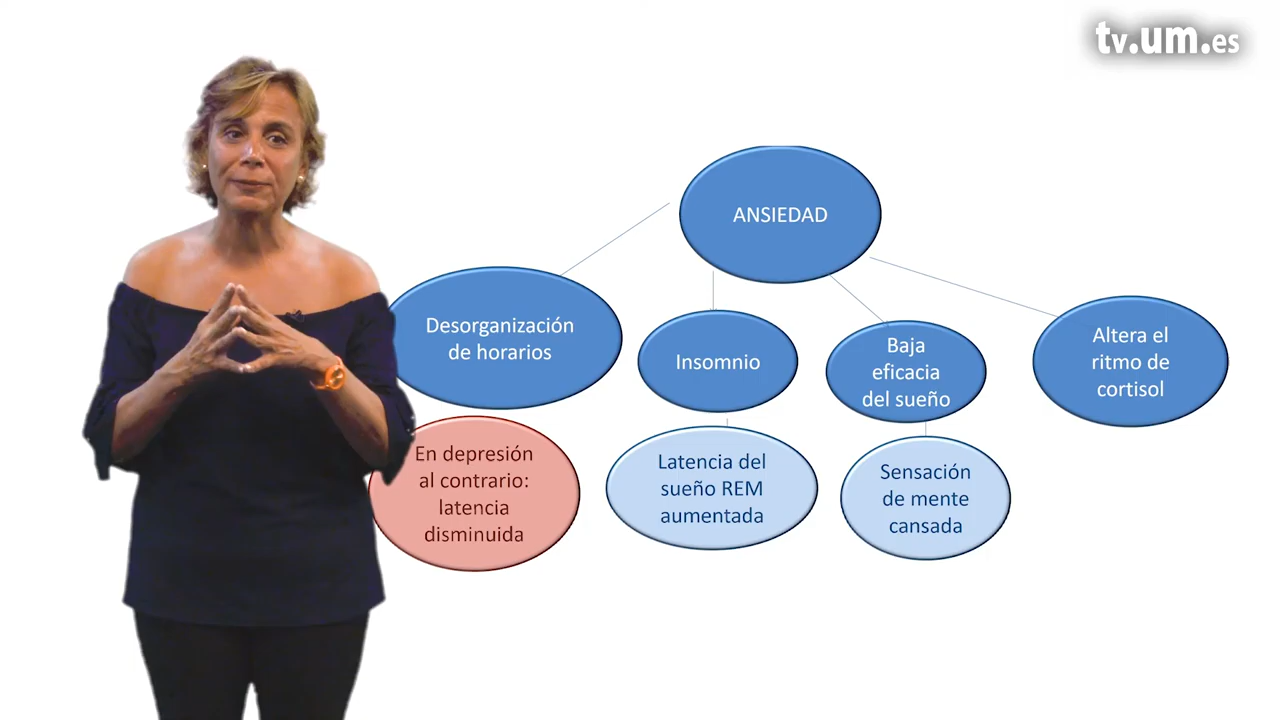 tv.um.es
ANSIEDAD
Desorganización
de horarios
Insomnio
Baja
eficacia
del sueño
Altera el
ritmo de
cortisol
En depresión
al contrario:
latencia
disminuida
Latencia del
sueño REM
aumentada
Sensación
de mente
cansada